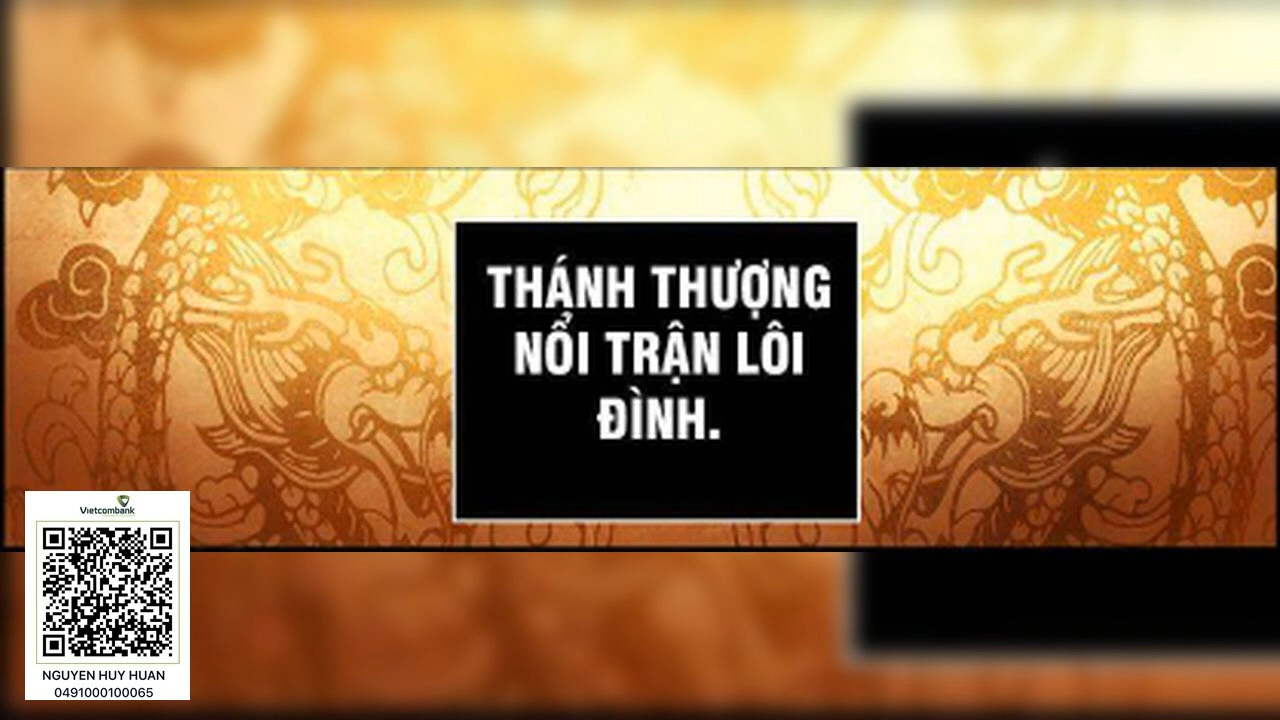 THÁNH THƯỢNG
NỔI TRẬN LÔI
ĐÌNH.
Vietcombank
NGUYEN HUY HUAN
0491000100065